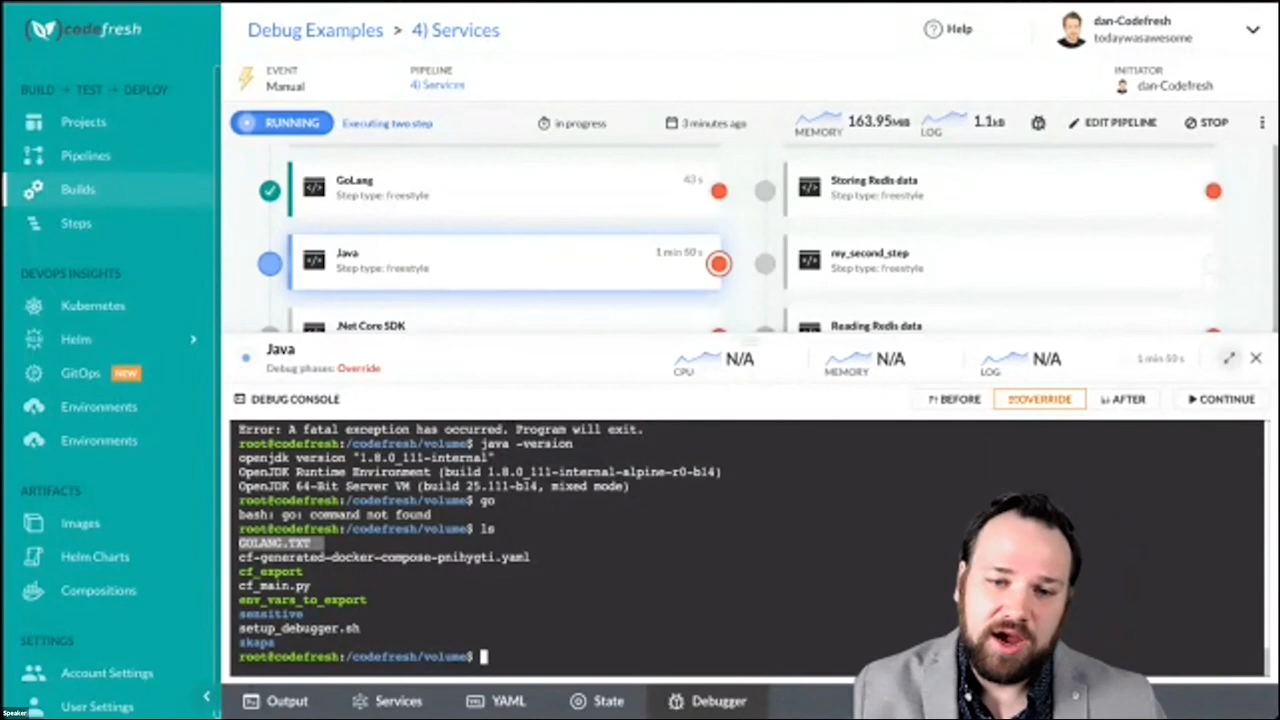 codefresh
Debug Examples > 4) Services
Help
dan-Codefresh
todaywasawesome
EVENT
Manual
PIPELINE
4) Services
INITIATOR
dan-Codefresh
RUNNING
Executing two step
in progress
3 minutes ago
MEMORY
163.95MiB
LOG
1.1kB
EDIT PIPELINE
STOP
BUILD → TEST → DEPLOY
Projects
Pipelines
Builds
Steps
DEVOPS INSIGHTS
Kubernetes
Helm
GitOps NEW
Environments
Environments
ARTIFACTS
Images
Helm Charts
Compositions
SETTINGS
Account Settings
User Settings
GoLang
Step type: freestyle
43 s
Storing Redis data
Step type: freestyle
Java
Step type: freestyle
1 min 50 s
my_second_step
Step type: freestyle
.Net Core SDK
Reading Redis data
Java
Debug phases: Override
N/A
CPU
N/A
MEMORY
N/A
LOG
1 min 50 s
DEBUG CONSOLE
BEFORE
OVERRIDE
AFTER
CONTINUE
Error: A fatal exception has occurred. Program will exit.
root@codefresh:/codefresh/volume$ java -version
openjdk version "1.8.0_111-internal"
OpenJDK Runtime Environment (build 1.8.0_111-internal-alpine-r0-b14)
OpenJDK 64-Bit Server VM (build 25.111-b14, mixed mode)
root@codefresh:/codefresh/volume$ go
bash: go: command not found
root@codefresh:/codefresh/volume$ ls
GOLANG.TXT
cf-generated-docker-compose-pnihygti.yaml
cf_export
cf_main.py
env_vars_to_export
sensitive
setup_debugger.sh
skapa
root@codefresh:/codefresh/volume$
Output
Services
YAML
State
Debugger
Speaker